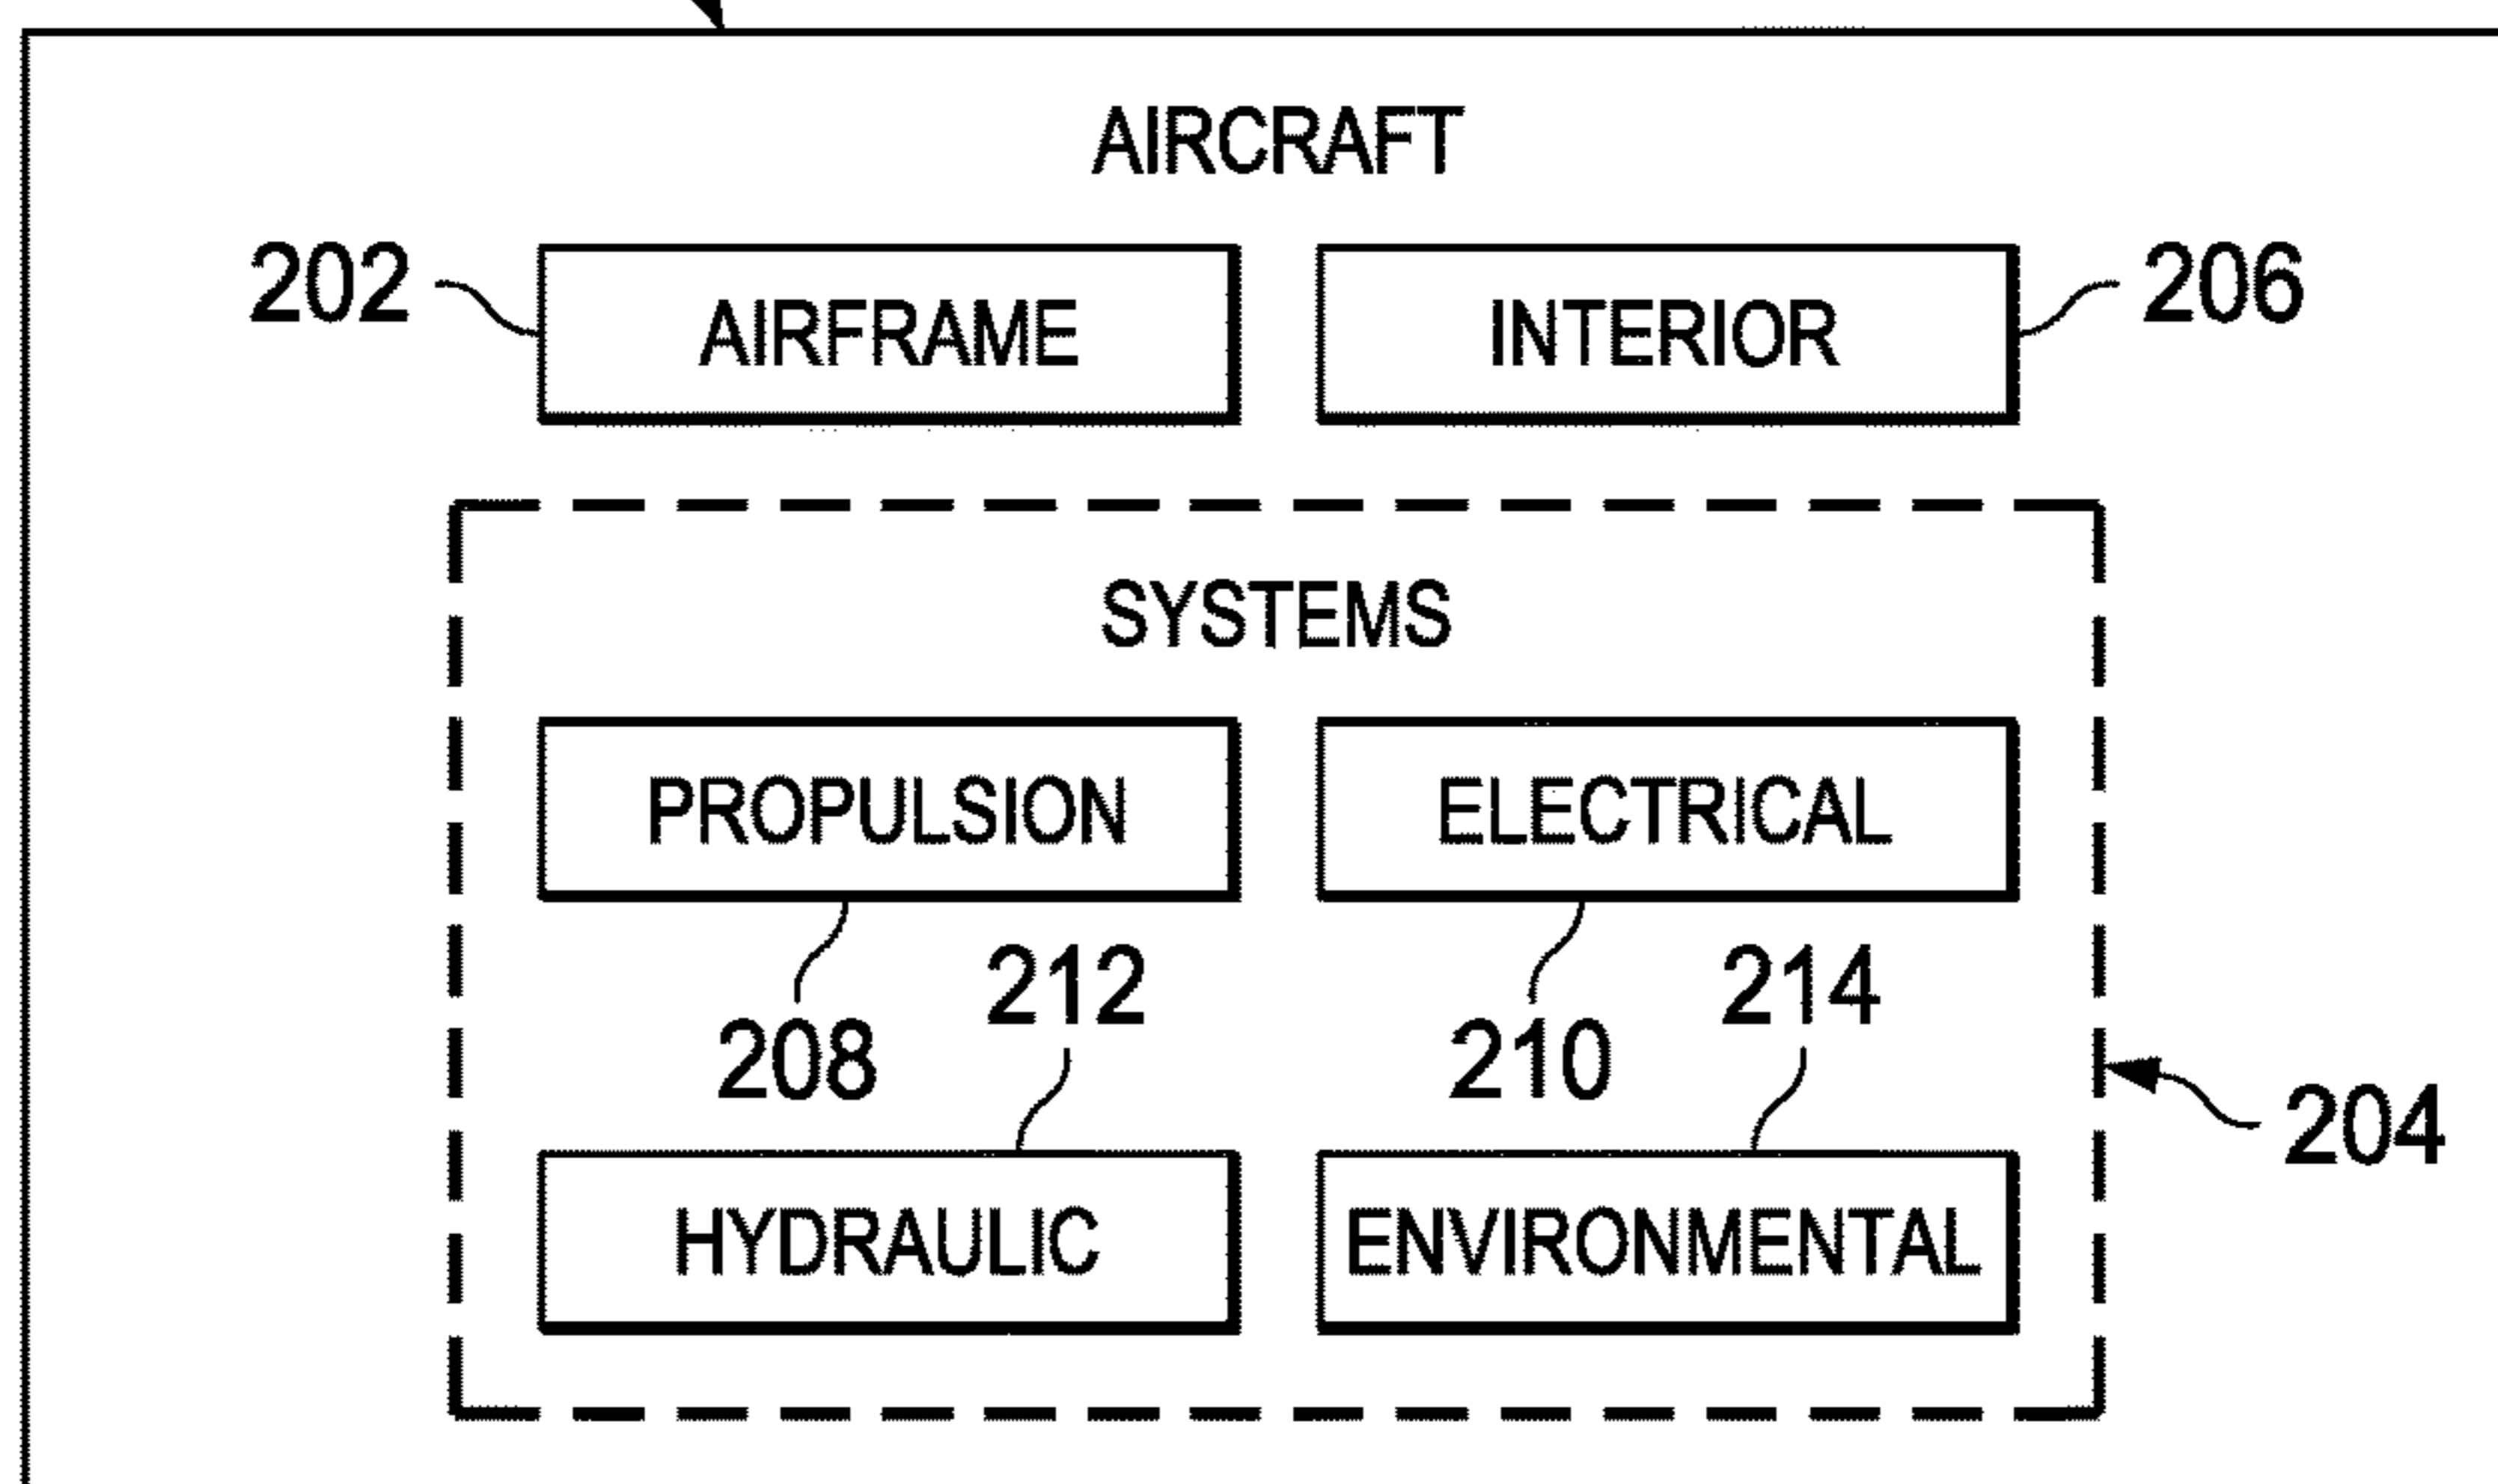 AIRCRAFT
202 AIRFRAME INTERIOR 206
SYSTEMS
PROPULSION ELECTRICAL
212 214
208 210
204
HYDRAULIC ENVIRONMENTAL